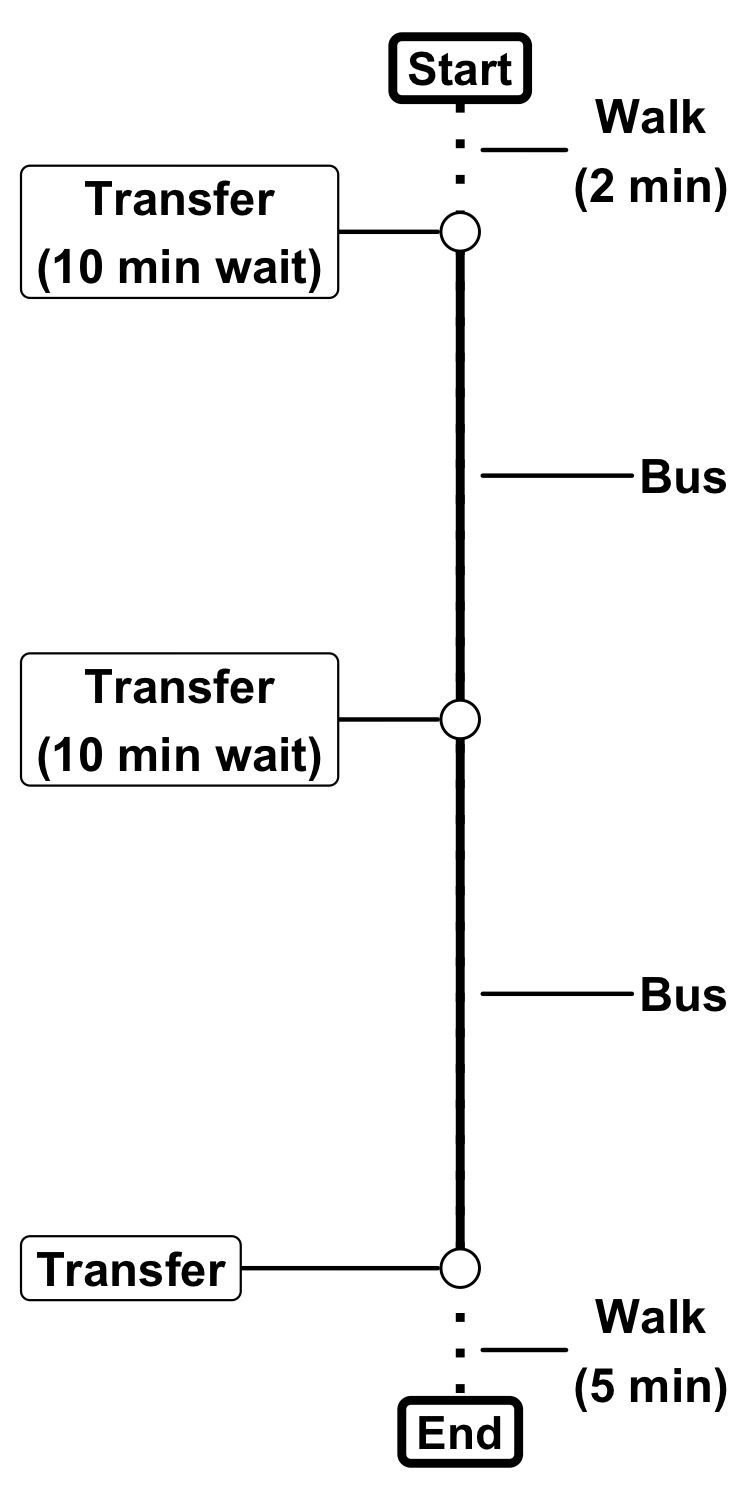 Start
Walk
(2 min)
Transfer
(10 min wait)
Bus
Transfer
(10 min wait)
Bus
Transfer
Walk
(5 min)
End